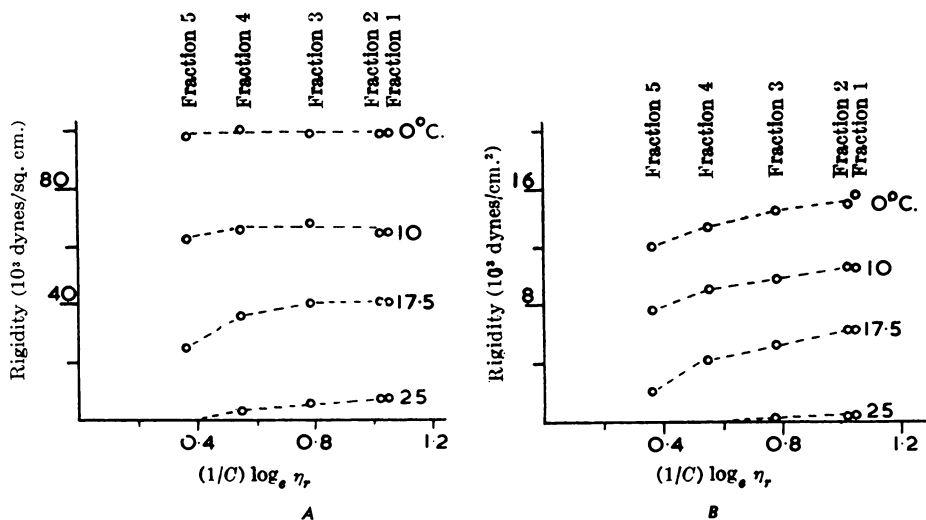 Fraction 5
Fraction 4
Fraction 3
Fraction 2
Fraction 1
0°C.
10
17·5
25
80
40
Rigidity (10³ dynes/sq. cm.)
0·4
0·8
1·2
(1/C) logₑ ηᵣ
A
Fraction 5
Fraction 4
Fraction 3
Fraction 2
Fraction 1
0°C.
10
17·5
25
16
8
Rigidity (10³ dynes/cm.²)
0·4
0·8
1·2
(1/C) logₑ ηᵣ
B